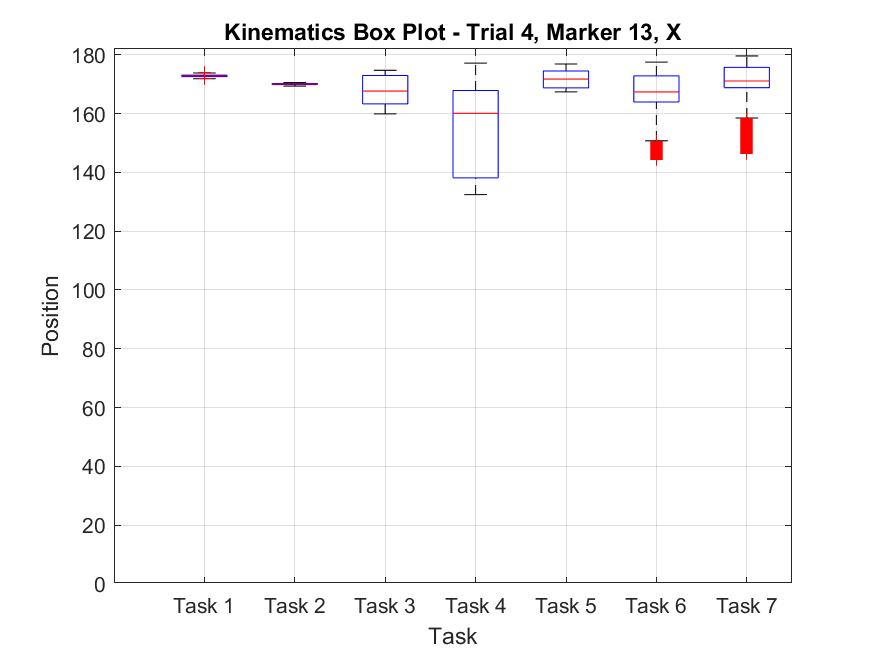 Kinematics Box Plot - Trial 4, Marker 13, X
180
160
140
120
100
80
60
40
20
0
Position
Task 1 Task 2 Task 3 Task 4 Task 5 Task 6 Task 7
Task